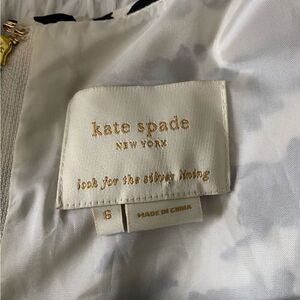 kate spade
NEW YORK
look for the silver lining
6
MADE IN CHINA